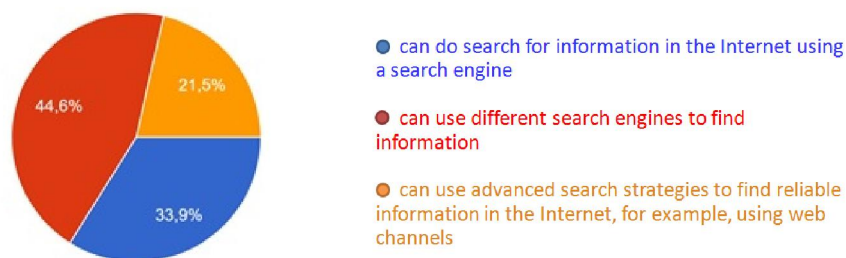 21,5%
44,6%
33,9%
can do search for information in the Internet using
a search engine
can use different search engines to find
information
can use advanced search strategies to find reliable
information in the Internet, for example, using web
channels